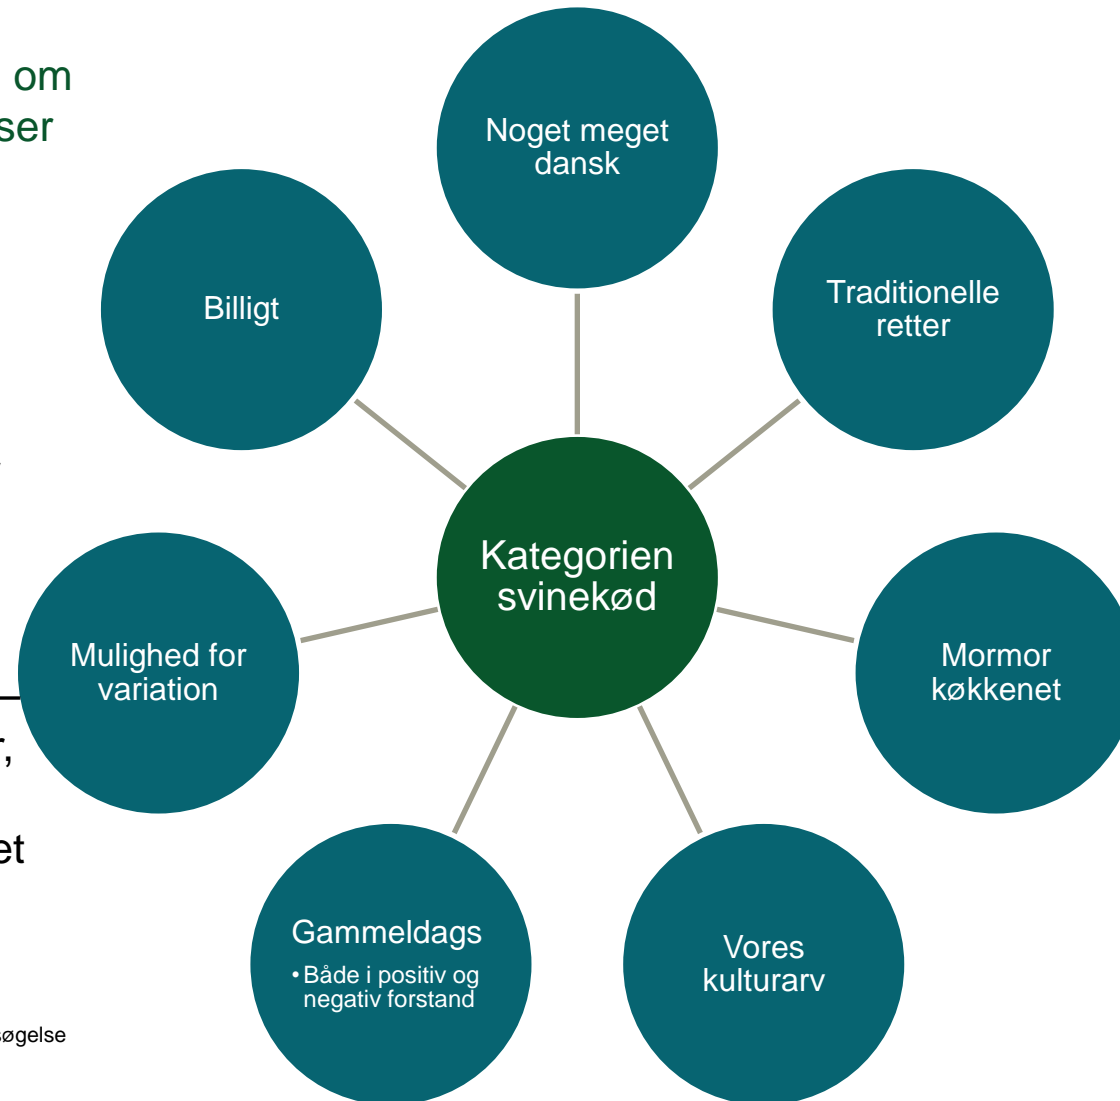 om
ser
Noget meget
dansk
Billigt
Traditionelle
retter
Kategorien
svinekød
Mulighed for
variation
Mormor
køkkenet
r,
et
Gammeldags
• Både i positiv og
negativ forstand
Vores
kulturarv
søgelse